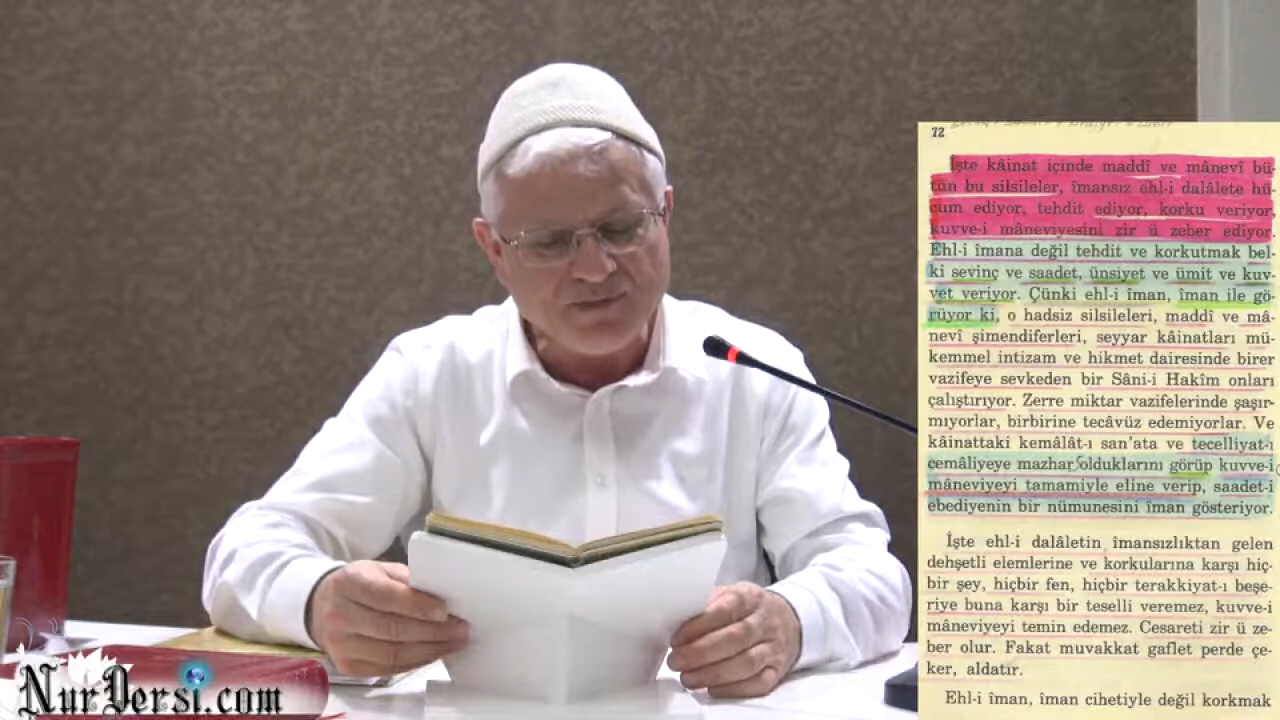 72
İşte kâinat içinde maddî ve mânevî bü-
tün bu silsileler, îmansız ehl-i dalâlete hü-
cum ediyor, tehdit ediyor, korku veriyor,
kuvve-i mâneviyesini zir ü zeber ediyor.
Ehl-i îmana değil tehdit ve korkutmak bel-
ki sevinç ve saadet, ünsiyet ve ümit ve kuv-
vet veriyor. Çünki ehl-i îman, îman ile gö-
rüyor ki, o hadsiz silsileleri, maddî ve mâ-
nevî şimendiferleri, seyyar kâinatları mü-
kemmel intizam ve hikmet dairesinde birer
vazifeye sevkeden bir Sâni-i Hakîm onları
çalıştırıyor. Zerre miktar vazifelerinde şaşır-
mıyorlar, birbirine tecâvüz edemiyorlar. Ve
kâinattaki kemâlât-ı san'ata ve tecelliyat-ı
cemâliyeye mazhar olduklarını görüp kuvve-i
mâneviyeyi tamamiyle eline verip, saadet-i
ebediyenin bir nümunesini îman gösteriyor.
İşte ehl-i dalâletin îmansızlıktan gelen
dehşetli elemlerine ve korkularına karşı hiç-
bir şey, hiçbir fen, hiçbir terakkiyat-ı beşe-
riye buna karşı bir teselli veremez, kuvve-i
mâneviyeyi temin edemez. Cesareti zir ü ze-
ber olur. Fakat muvakkat gaflet perde çe-
ker, aldatır.
Ehl-i îman, îman cihetiyle değil korkmak
NurDersi.com